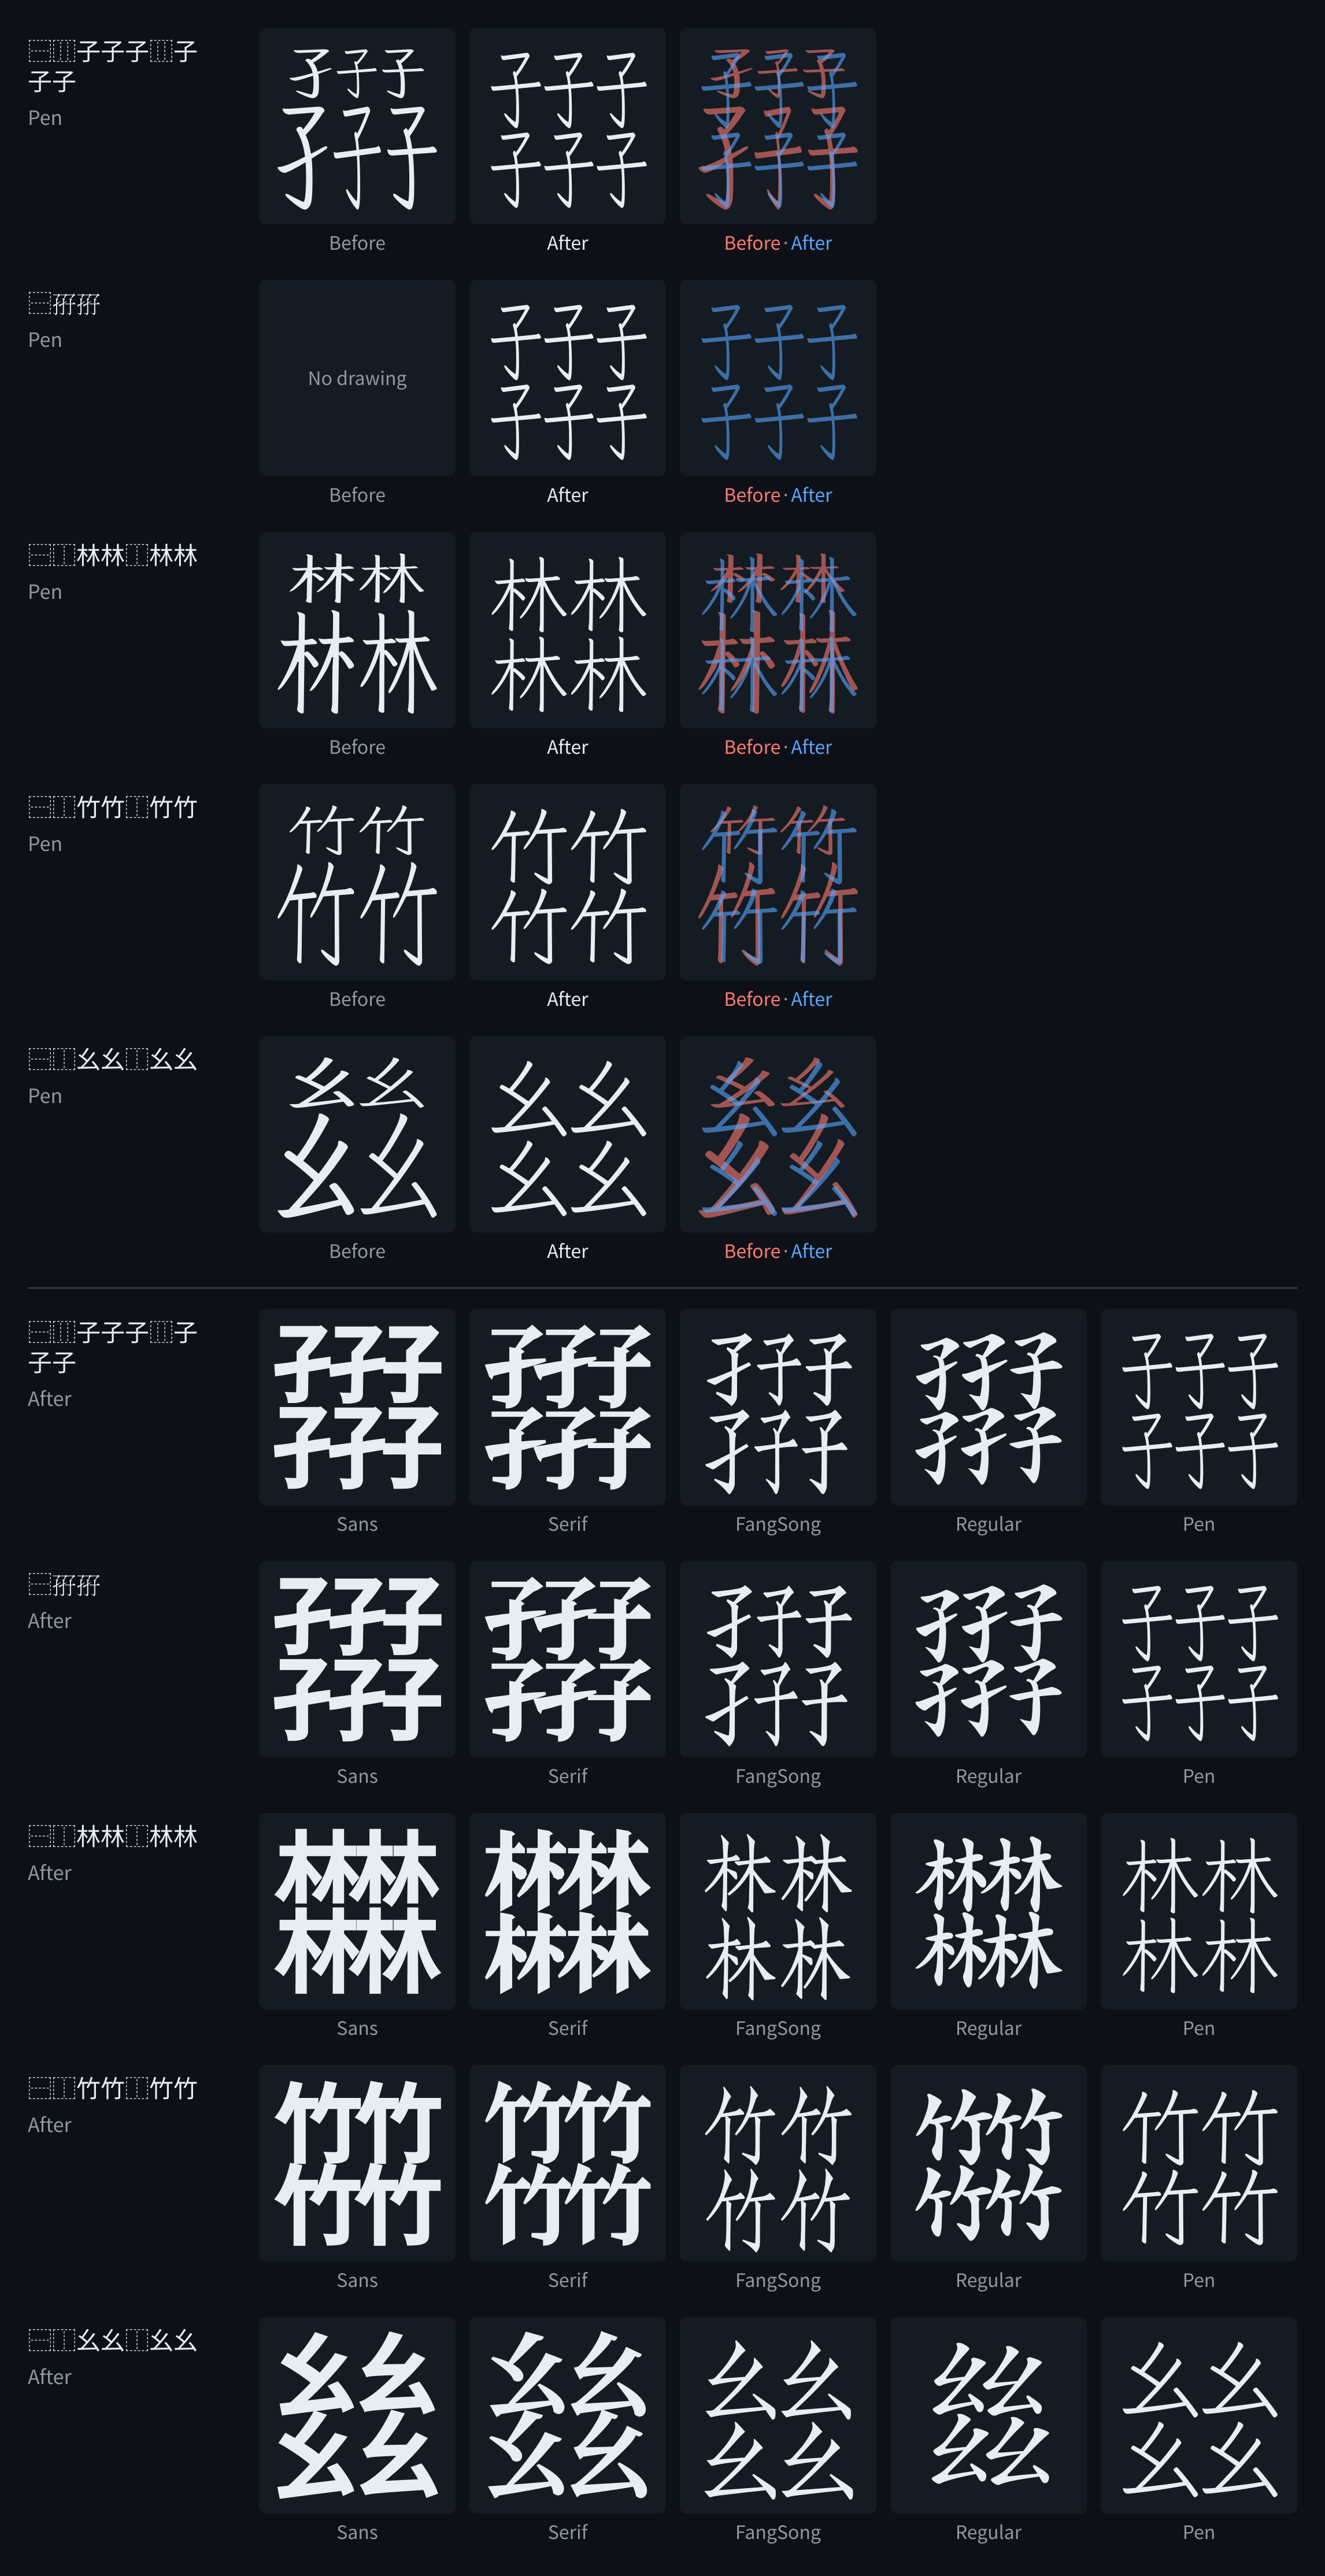 ⿱⿲子子子⿲子
子子
Pen
Before
After
Before · After
⿱
Pen
No drawing
Before
After
Before · After
⿱⿰林林⿰林林
Pen
Before
After
Before · After
⿱⿰竹竹⿰竹竹
Pen
Before
After
Before · After
⿱⿰幺幺⿰幺幺
Pen
Before
After
Before · After
⿱⿲子子子⿲子
子子
After
Sans
Serif
FangSong
Regular
Pen
⿱
After
Sans
Serif
FangSong
Regular
Pen
⿱⿰林林⿰林林
After
Sans
Serif
FangSong
Regular
Pen
⿱⿰竹竹⿰竹竹
After
Sans
Serif
FangSong
Regular
Pen
⿱⿰幺幺⿰幺幺
After
Sans
Serif
FangSong
Regular
Pen